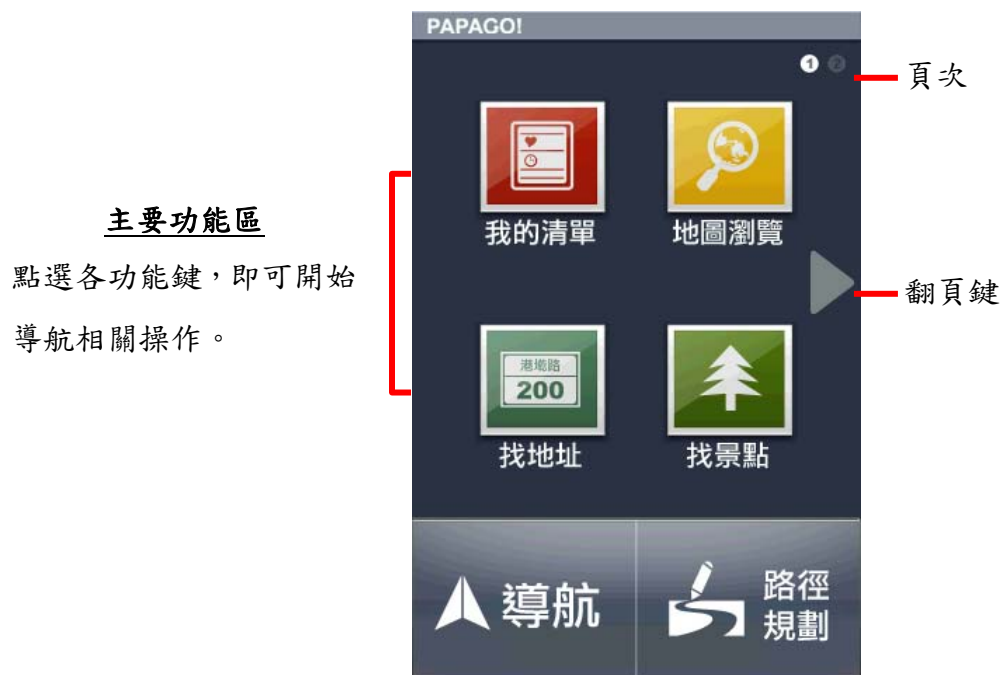 PAPAGO!
1 2
頁次
我的清單
地圖瀏覽
主要功能區
點選各功能鍵，即可開始
導航相關操作。
翻頁鍵
港墘路
200
找地址
找景點
導航
路徑
規劃